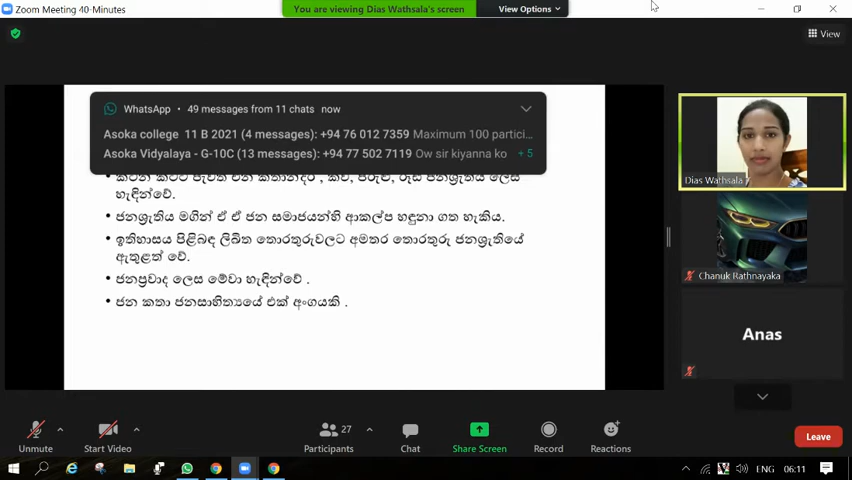 Zoom Meeting 40-Minutes
You are viewing Dias Wathsala's screen
View Options
View
WhatsApp • 49 messages from 11 chats now
Asoka college 11 B 2021 (4 messages): +94 76 012 7359 Maximum 100 partici...
Asoka Vidyalaya - G-10C (13 messages): +94 77 502 7119 Ow sir kiyanna ko + 5
හැඳින්වේ.
• ජනශ්‍රැතිය මගින් ඒ ඒ ජන සමාජයන්හි ආකල්ප හඳුනා ගත හැකිය.
• ඉතිහාසය පිළිබඳ ලිඛිත තොරතුරුවලට අමතර තොරතුරු ජනශ්‍රැතියේ
ඇතුළත් වේ.
• ජනප්‍රවාද ලෙස මේවා හැඳින්වේ .
• ජන කතා ජනසාහිත්‍යයේ එක් අංගයකි .
Dias Wathsala
Chanuk Rathnayaka
Anas
Unmute
Start Video
27
Participants
Chat
Share Screen
Record
Reactions
Leave
ENG
06:11